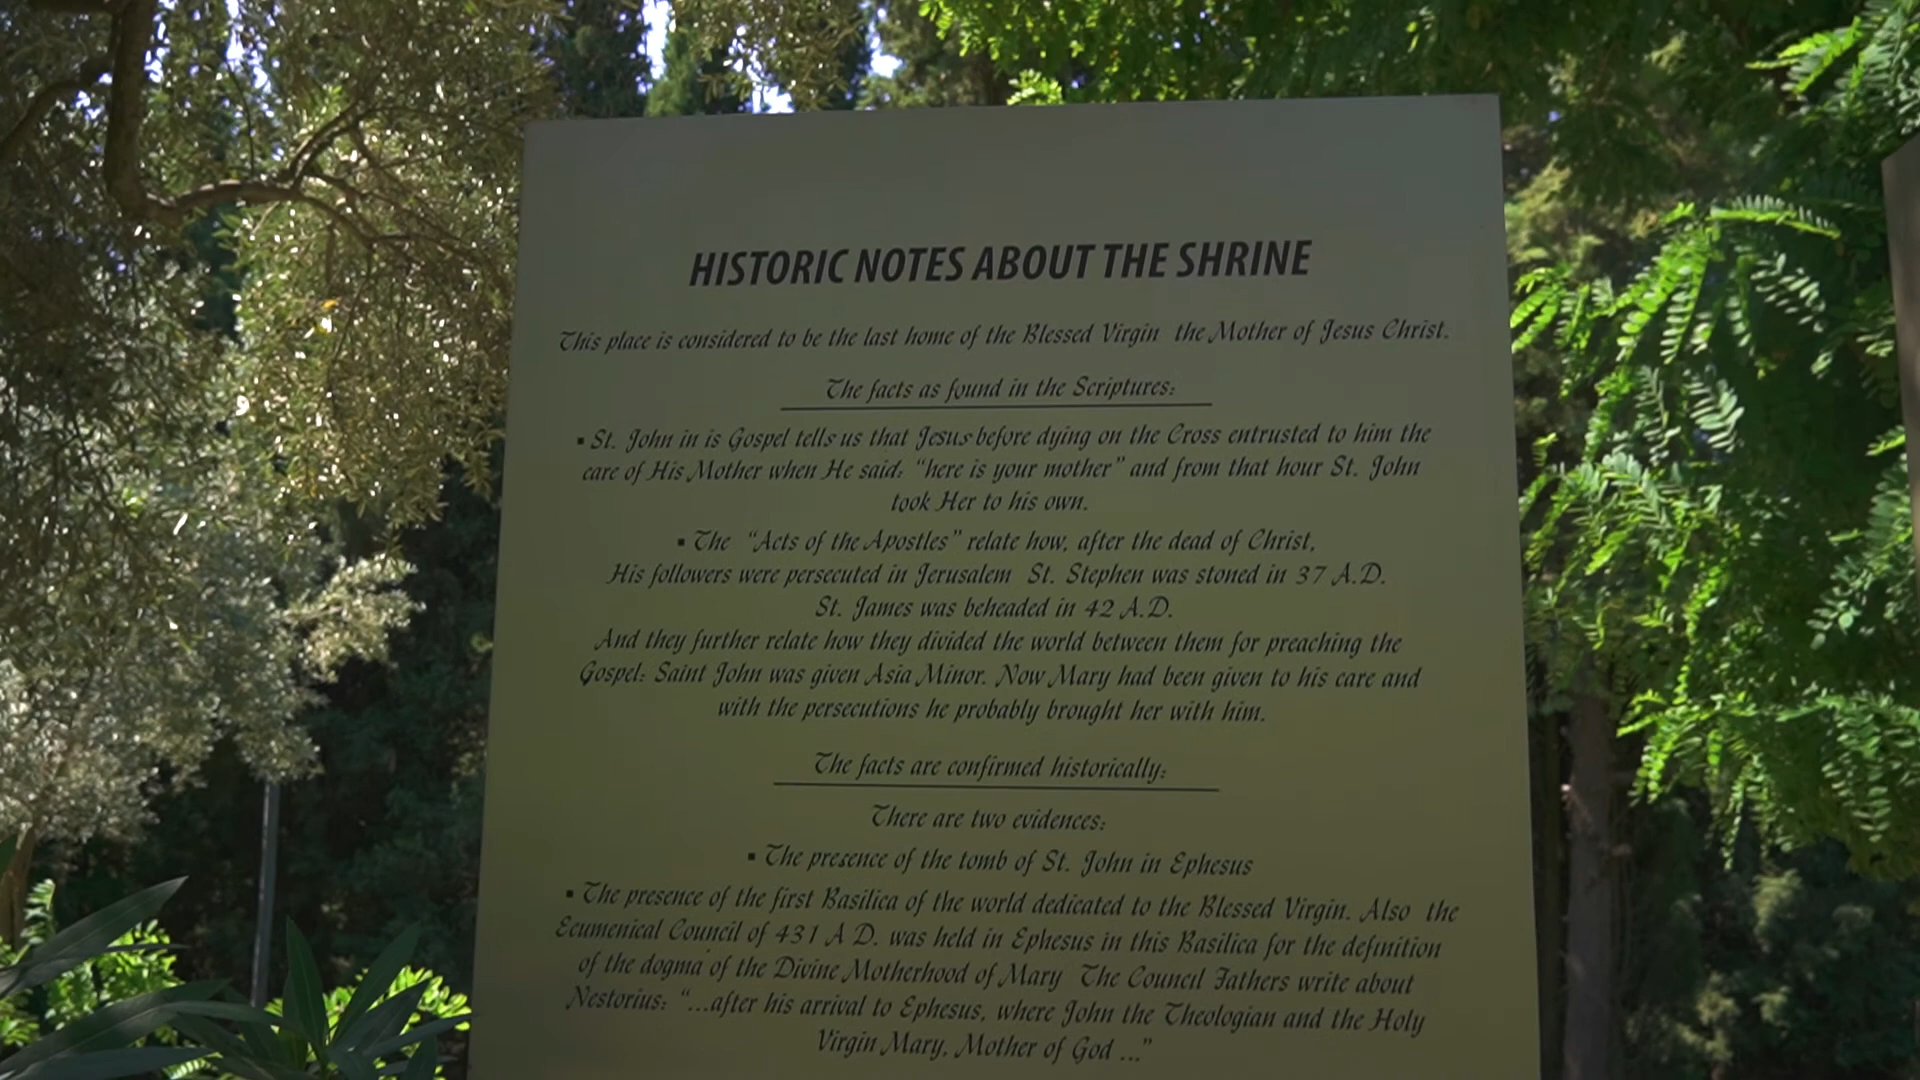 HISTORIC NOTES ABOUT THE SHRINE
This place is considered to be the last home of the Blessed Virgin the Mother of Jesus Christ.
The facts as found in the Scriptures:
▪ St. John in is Gospel tells us that Jesus before dying on the Cross entrusted to him the
care of His Mother when He said: “here is your mother” and from that hour St. John
took Her to his own.
▪ The “Acts of the Apostles” relate how, after the dead of Christ,
His followers were persecuted in Jerusalem St. Stephen was stoned in 37 A.D.
St. James was beheaded in 42 A.D.
And they further relate how they divided the world between them for preaching the
Gospel: Saint John was given Asia Minor. Now Mary had been given to his care and
with the persecutions he probably brought her with him.
The facts are confirmed historically:
There are two evidences:
▪ The presence of the tomb of St. John in Ephesus
▪ The presence of the first Basilica of the world dedicated to the Blessed Virgin. Also the
Ecumenical Council of 431 A D. was held in Ephesus in this Basilica for the definition
of the dogma of the Divine Motherhood of Mary The Council Fathers write about
Nestorius: “...after his arrival to Ephesus, where John the Theologian and the Holy
Virgin Mary, Mother of God ...”